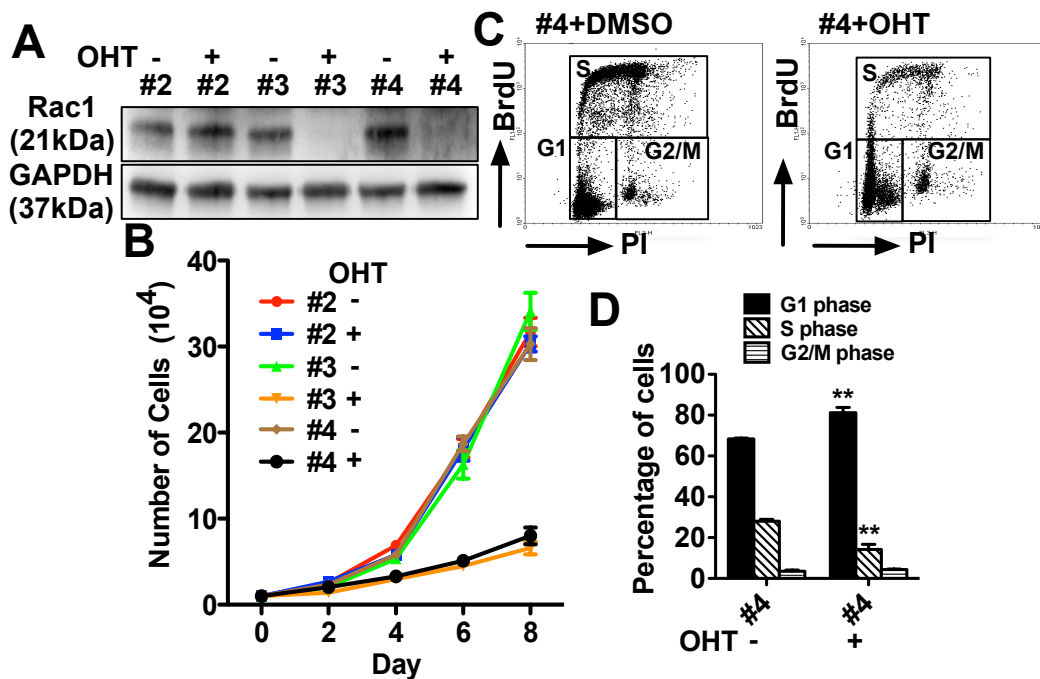 A
OHT - + - + - +
#2 #2 #3 #3 #4 #4
Rac1
(21kDa)
GAPDH
(37kDa)
B
Number of Cells (10⁴)
40
30
20
10
0
OHT
#2 -
#2 +
#3 -
#3 +
#4 -
#4 +
0 2 4 6 8
Day
C
#4+DMSO
BrdU
S
G1
G2/M
PI
1023
#4+OHT
BrdU
S
G1
G2/M
PI
D
G1 phase
S phase
G2/M phase
Percentage of cells
100
80
60
40
20
0
**
**
#4 #4
OHT - +